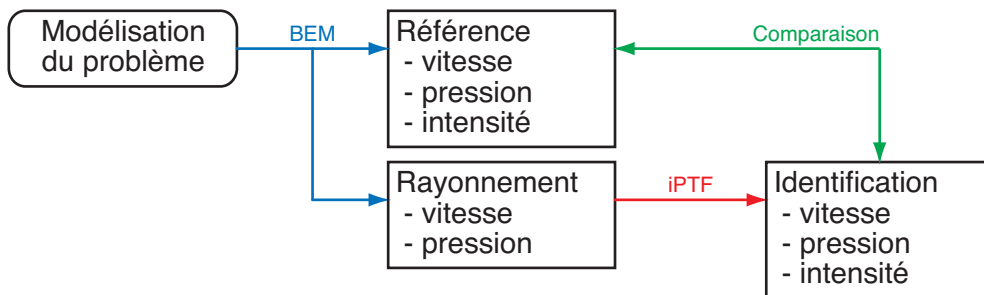 Modélisation
du problème
BEM
Référence
- vitesse
- pression
- intensité
Comparaison
Rayonnement
- vitesse
- pression
iPTF
Identification
- vitesse
- pression
- intensité